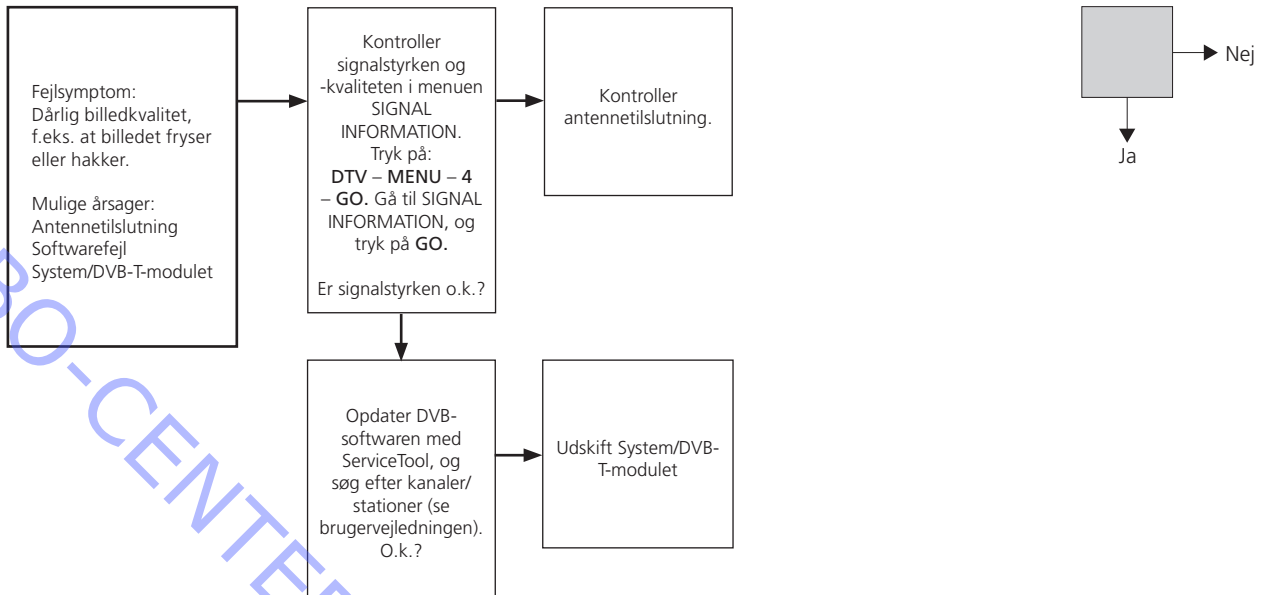 Fejlsymptom:
Dårlig billedkvalitet,
f.eks. at billedet fryser
eller hakker.
Mulige årsager:
Antennetilslutning
Softwarefejl
System/DVB-T-modulet
Kontroller
signalstyrken og
-kvaliteten i menuen
SIGNAL
INFORMATION.
Tryk på:
DTV – MENU – 4
– GO. Gå til SIGNAL
INFORMATION, og
tryk på GO.
Er signalstyrken o.k.?
Kontroller
antennetilslutning.
Nej
Ja
Opdater DVB-
softwaren med
ServiceTool, og
søg efter kanaler/
stationer (se
brugervejledningen).
O.k.?
Udskift System/DVB-
T-modulet